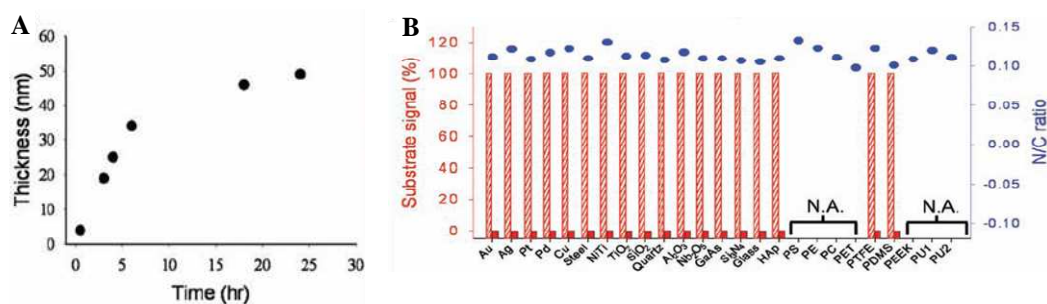 A
60
50
40
30
20
10
0
Thickness (nm)
0 5 10 15 20 25 30
Time (hr)
B
120
100
80
60
40
20
0
Substrate signal (%)
0.15
0.10
0.05
0.00
-0.05
-0.10
N/C ratio
N.A. N.A.
Au Ag Pt Pd Cu Steel NiTi TiO2 SiO2 Quartz Al2O3 Nb2O5 GaAs Si3N4 Glass HAp PS PE PC PET PTFE PDMS PEEK PU1 PU2